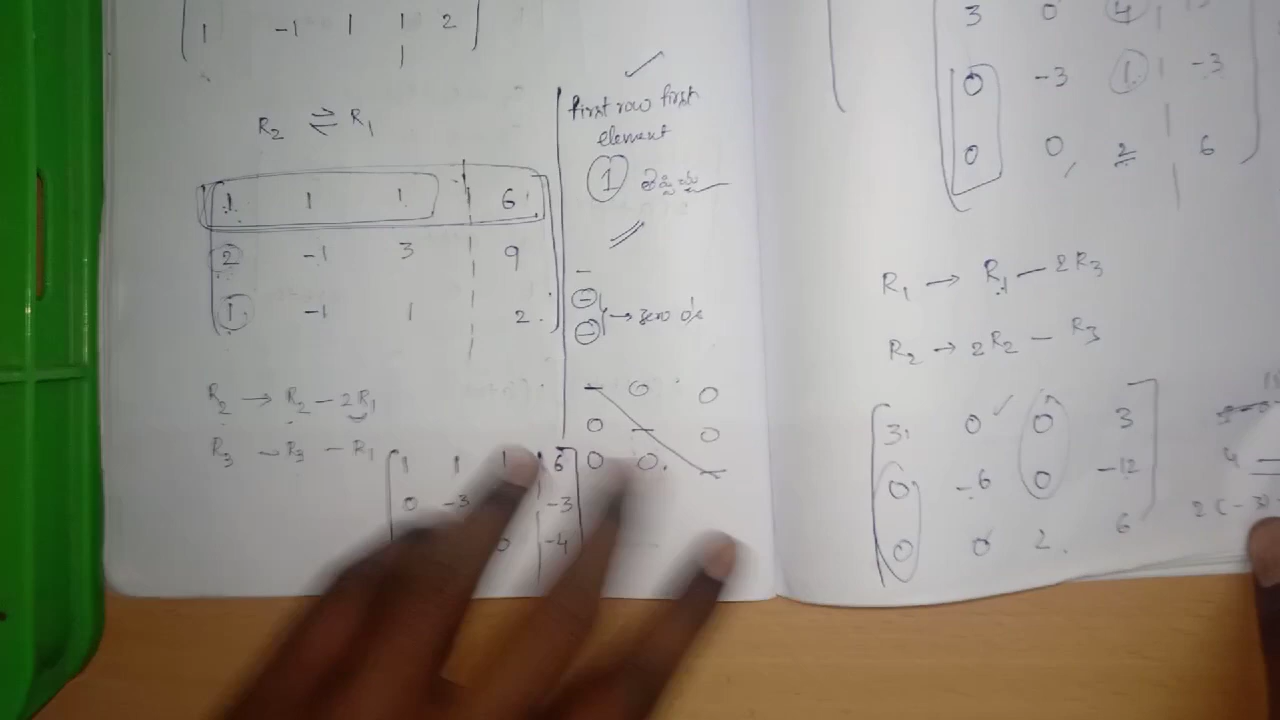 1 -1 1 | 2
R2 ⇌ R1
1 1 1 | 6
2 -1 3 | 9
1 -1 1 | 2
R2 → R2 - 2R1
R3 → R3 - R1
1 1 1 | 6
0 -3 | -3
0 | -4
first row first
element
1
→ zero
- 0 0
0 - 0
0 0 -
3 0 4 |
0 -3 1 | -3
0 0 2 | 6
R1 → R1 - 2R3
R2 → 2R2 - R3
3 0 0 3
0 -6 0 -12
0 0 2 6
4